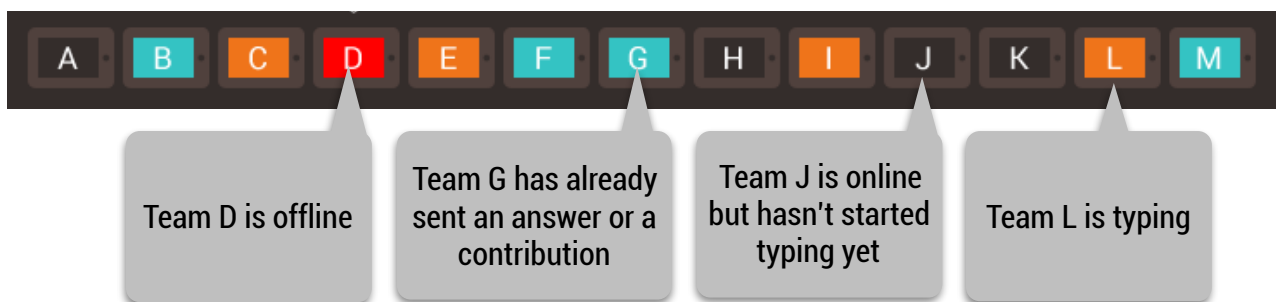 A B C D E F G H I J K L M
Team D is offline
Team G has already
sent an answer or a
contribution
Team J is online
but hasn't started
typing yet
Team L is typing